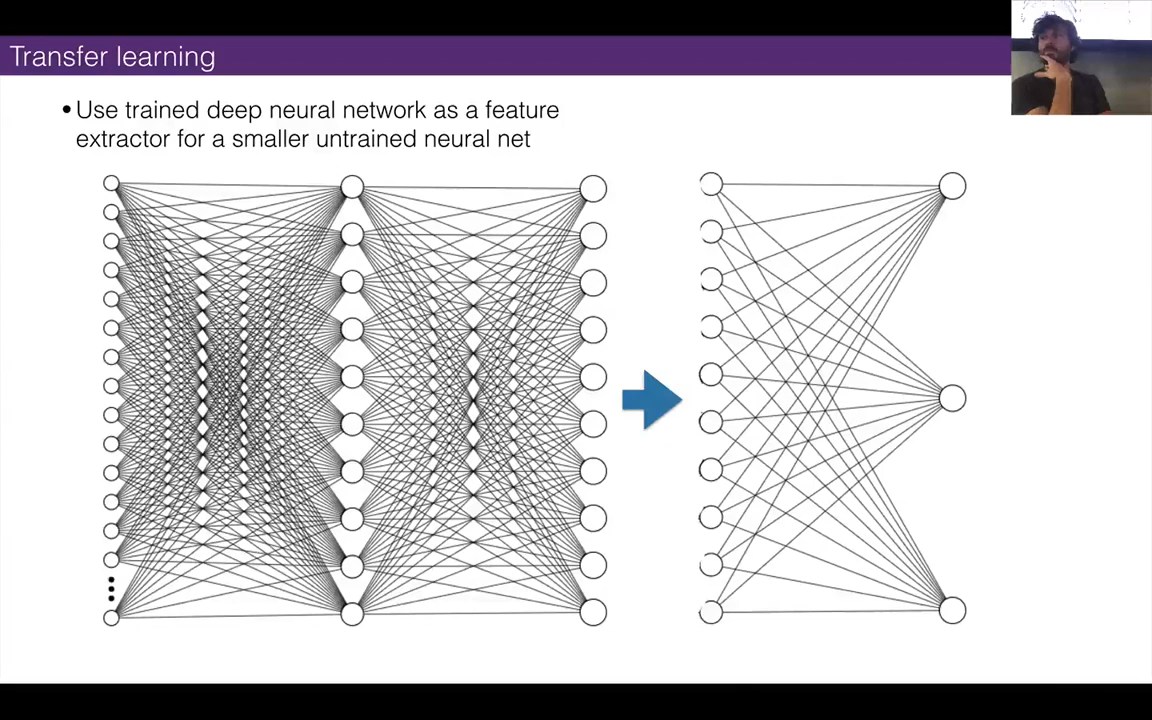 Transfer learning
• Use trained deep neural network as a feature
extractor for a smaller untrained neural net